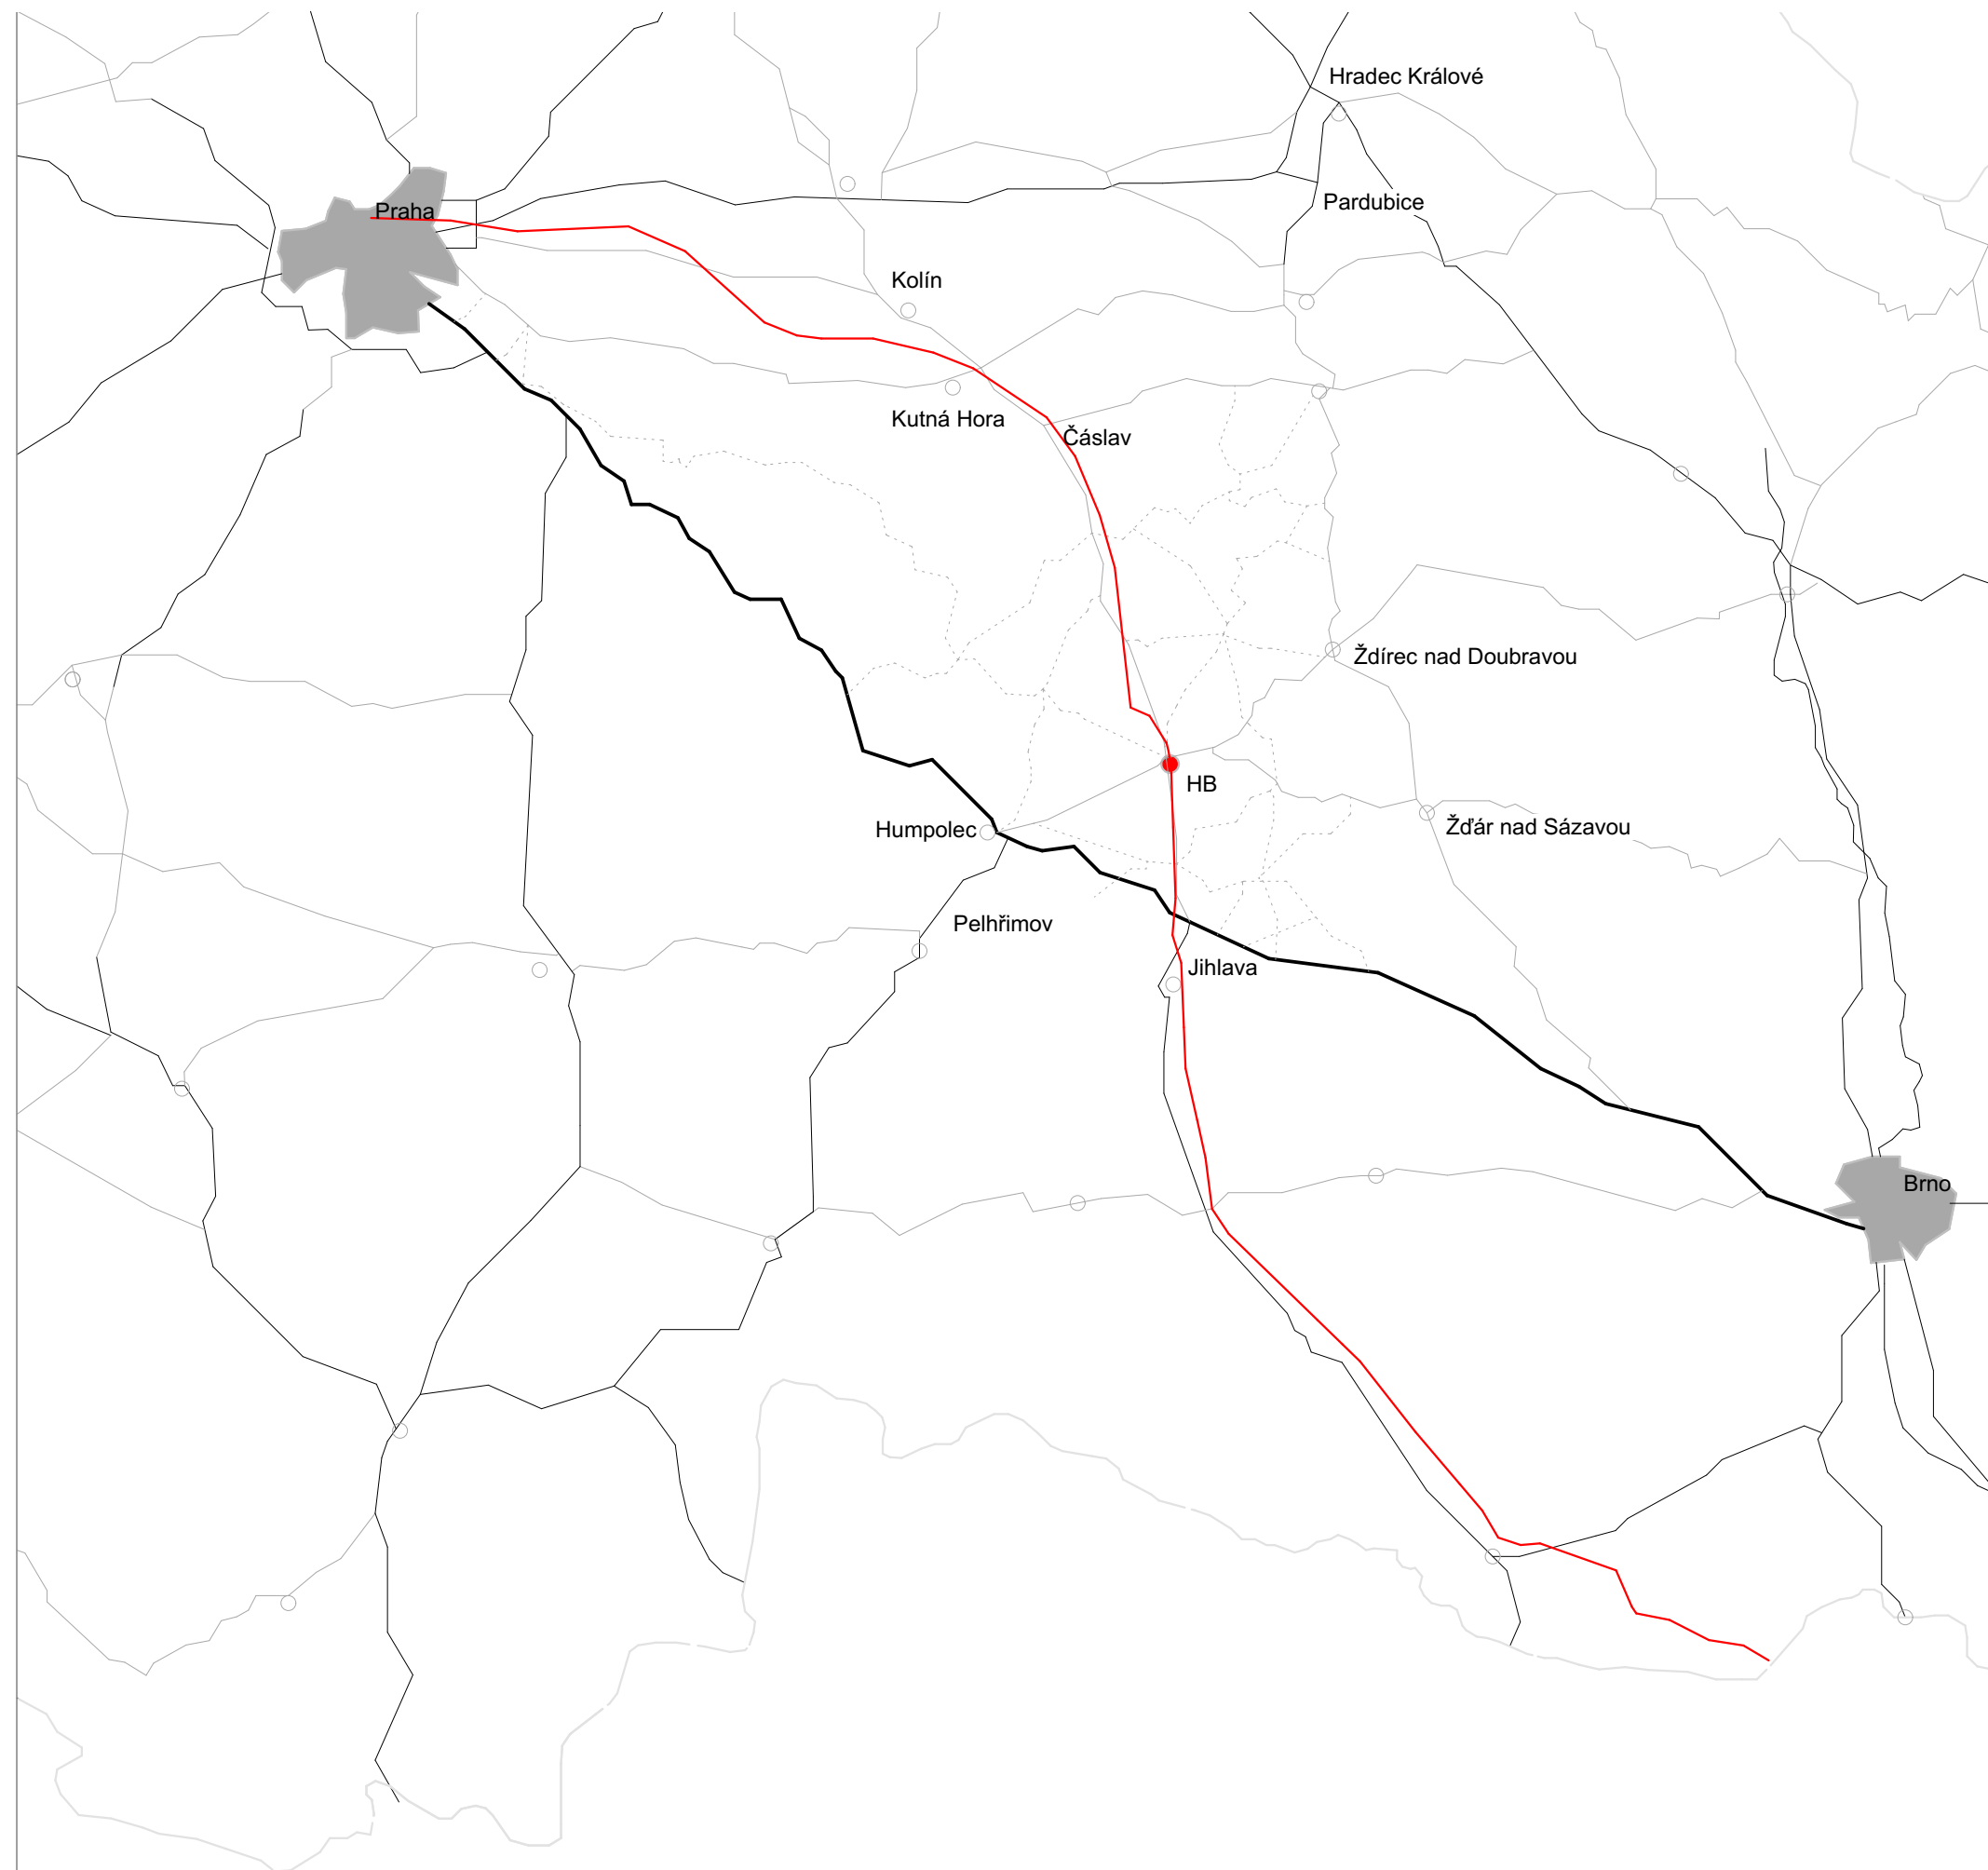 Hradec Králové
Praha
Pardubice
Kolín
Kutná Hora
Čáslav
Ždírec nad Doubravou
HB
Humpolec
Žďár nad Sázavou
Pelhřimov
Jihlava
Brno